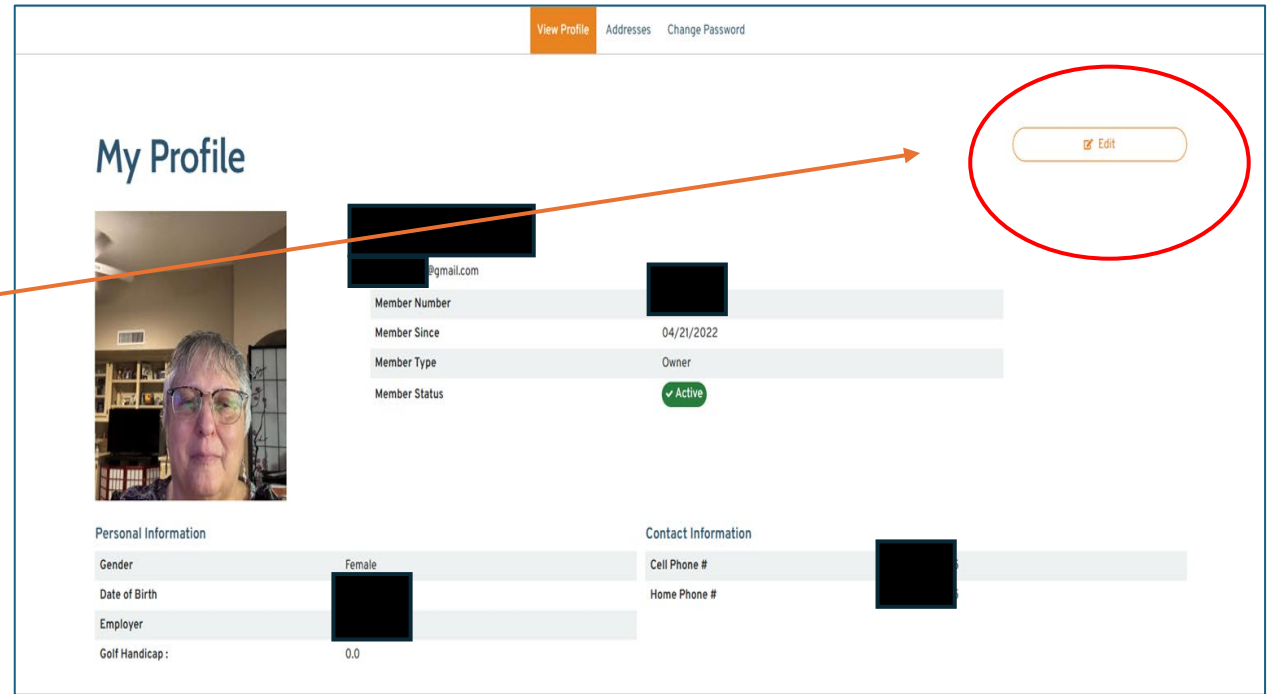 View Profile Addresses Change Password
My Profile
Edit
@gmail.com
Member Number
Member Since 04/21/2022
Member Type Owner
Member Status Active
Personal Information Contact Information
Gender Female Cell Phone #
Date of Birth Home Phone #
Employer
Golf Handicap : 0.0